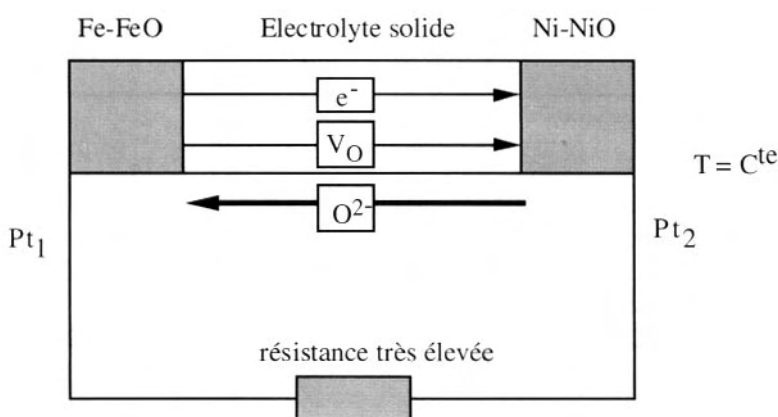 Fe-FeO Electrolyte solide Ni-NiO
e⁻
V_O
T = C^te
O²⁻
Pt₁ Pt₂
résistance très élevée